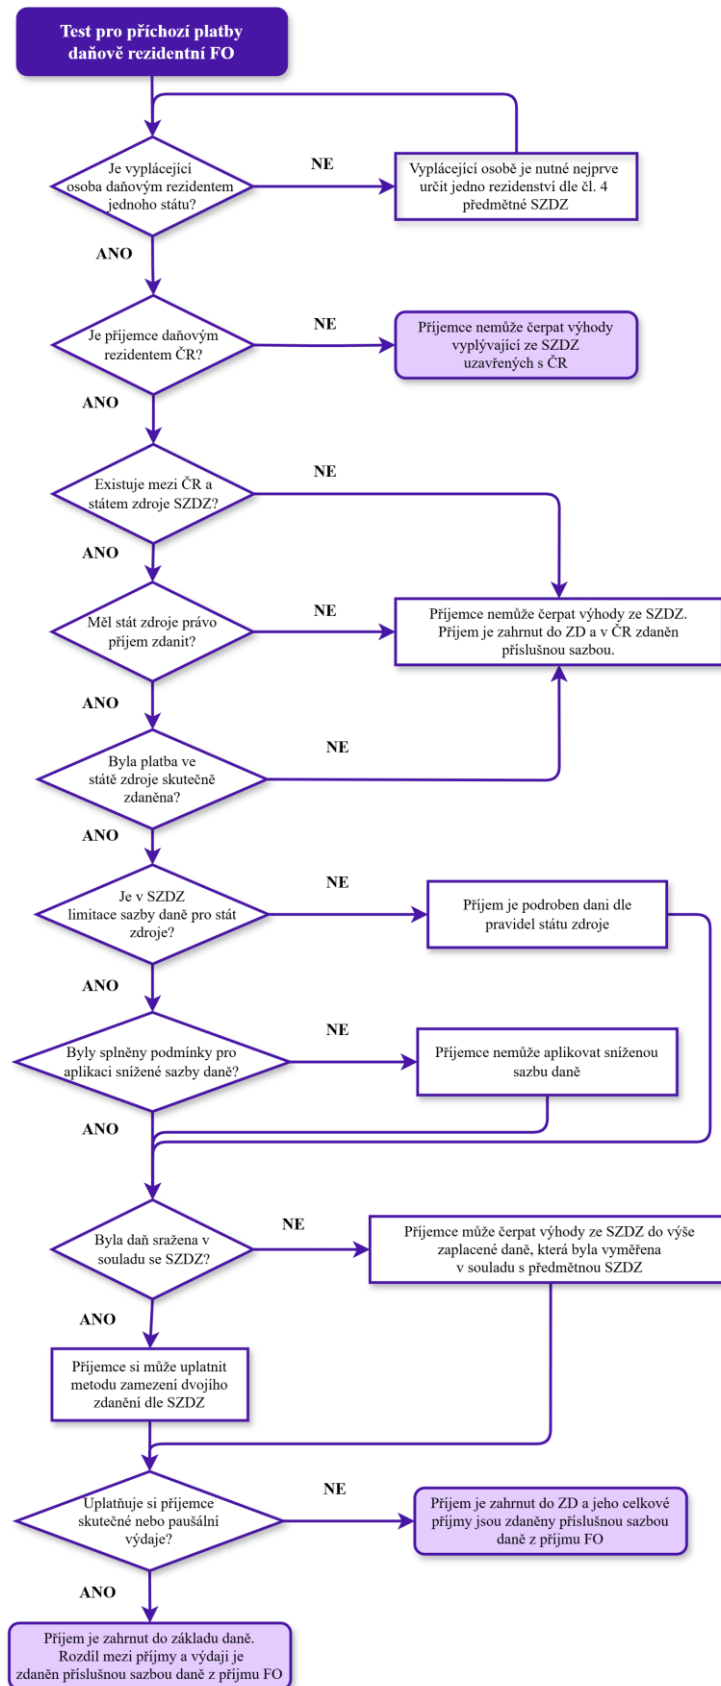 Test pro příchozí platby
daňově rezidentní FO
Je vyplácející
osoba daňovým rezidentem
jednoho státu?
NE
Vyplácející osobě je nutné nejprve
určit jedno rezidenství dle čl. 4
předmětné SZDZ
ANO
Je příjemce daňovým
rezidentem ČR?
NE
Příjemce nemůže čerpat výhody
vyplývající ze SZDZ
uzavřených s ČR
ANO
Existuje mezi ČR a
státem zdroje SZDZ?
NE
ANO
Měl stát zdroje právo
příjem zdanit?
NE
Příjemce nemůže čerpat výhody ze SZDZ.
Příjem je zahrnut do ZD a v ČR zdaněn
příslušnou sazbou.
ANO
Byla platba ve
státě zdroje skutečně
zdaněna?
NE
ANO
Je v SZDZ
limitace sazby daně pro stát
zdroje?
NE
Příjem je podroben dani dle
pravidel státu zdroje
ANO
Byly splněny podmínky pro
aplikaci snížené sazby daně?
NE
Příjemce nemůže aplikovat sníženou
sazbu daně
ANO
Byla daň sražena v
souladu se SZDZ?
NE
Příjemce může čerpat výhody ze SZDZ do výše
zaplacené daně, která byla vyměřena
v souladu s předmětnou SZDZ
ANO
Příjemce si může uplatnit
metodu zamezení dvojího
zdanění dle SZDZ
Uplatňuje si příjemce
skutečné nebo paušální
výdaje?
NE
Příjem je zahrnut do ZD a jeho celkové
příjmy jsou zdaněny příslušnou sazbou
daně z příjmu FO
ANO
Příjem je zahrnut do základu daně.
Rozdíl mezi příjmy a výdaji je
zdaněn příslušnou sazbou daně z příjmu FO